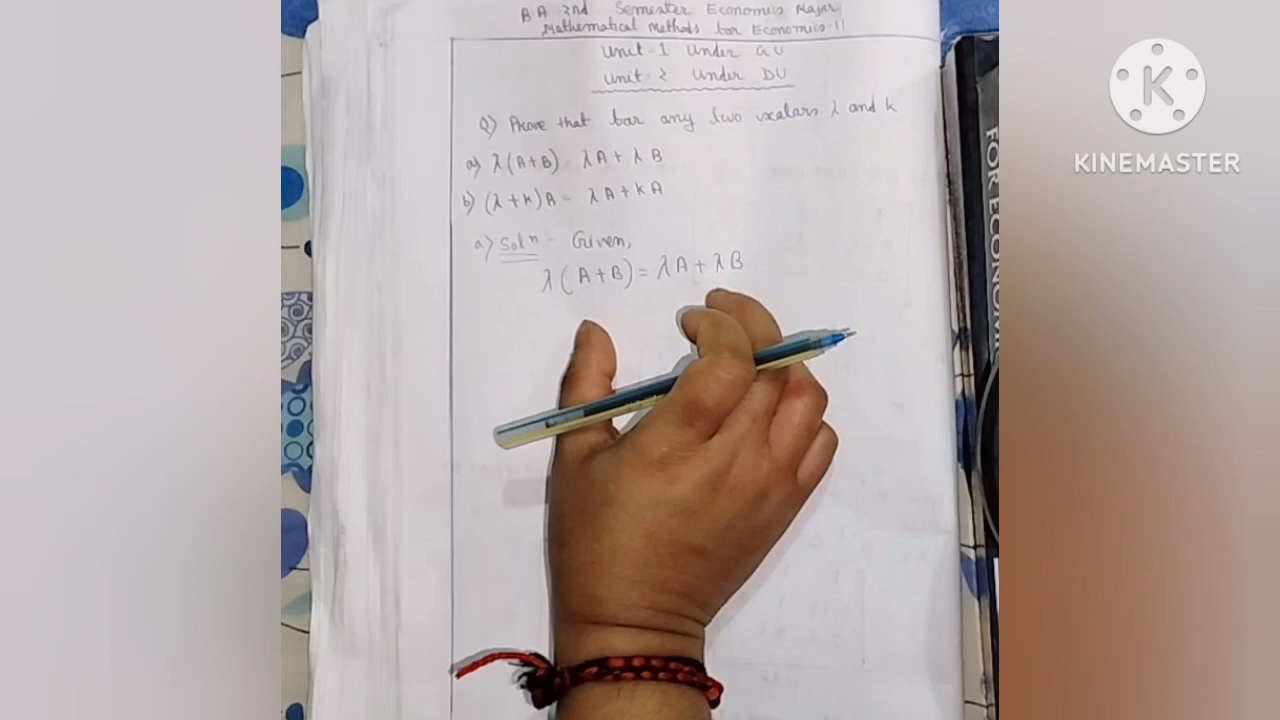 BA 2nd Semester Economics Major
Mathematical Methods for Economics-II
Unit-1 Under GU
Unit-2 Under DU
Q) Prove that for any two scalars λ and k
a) λ(A+B) = λA + λB
b) (λ+k)A = λA + kA
a) Solⁿ - Given,
λ(A+B) = λA + λB
K
KINEMASTER
FOR ECONOMIC